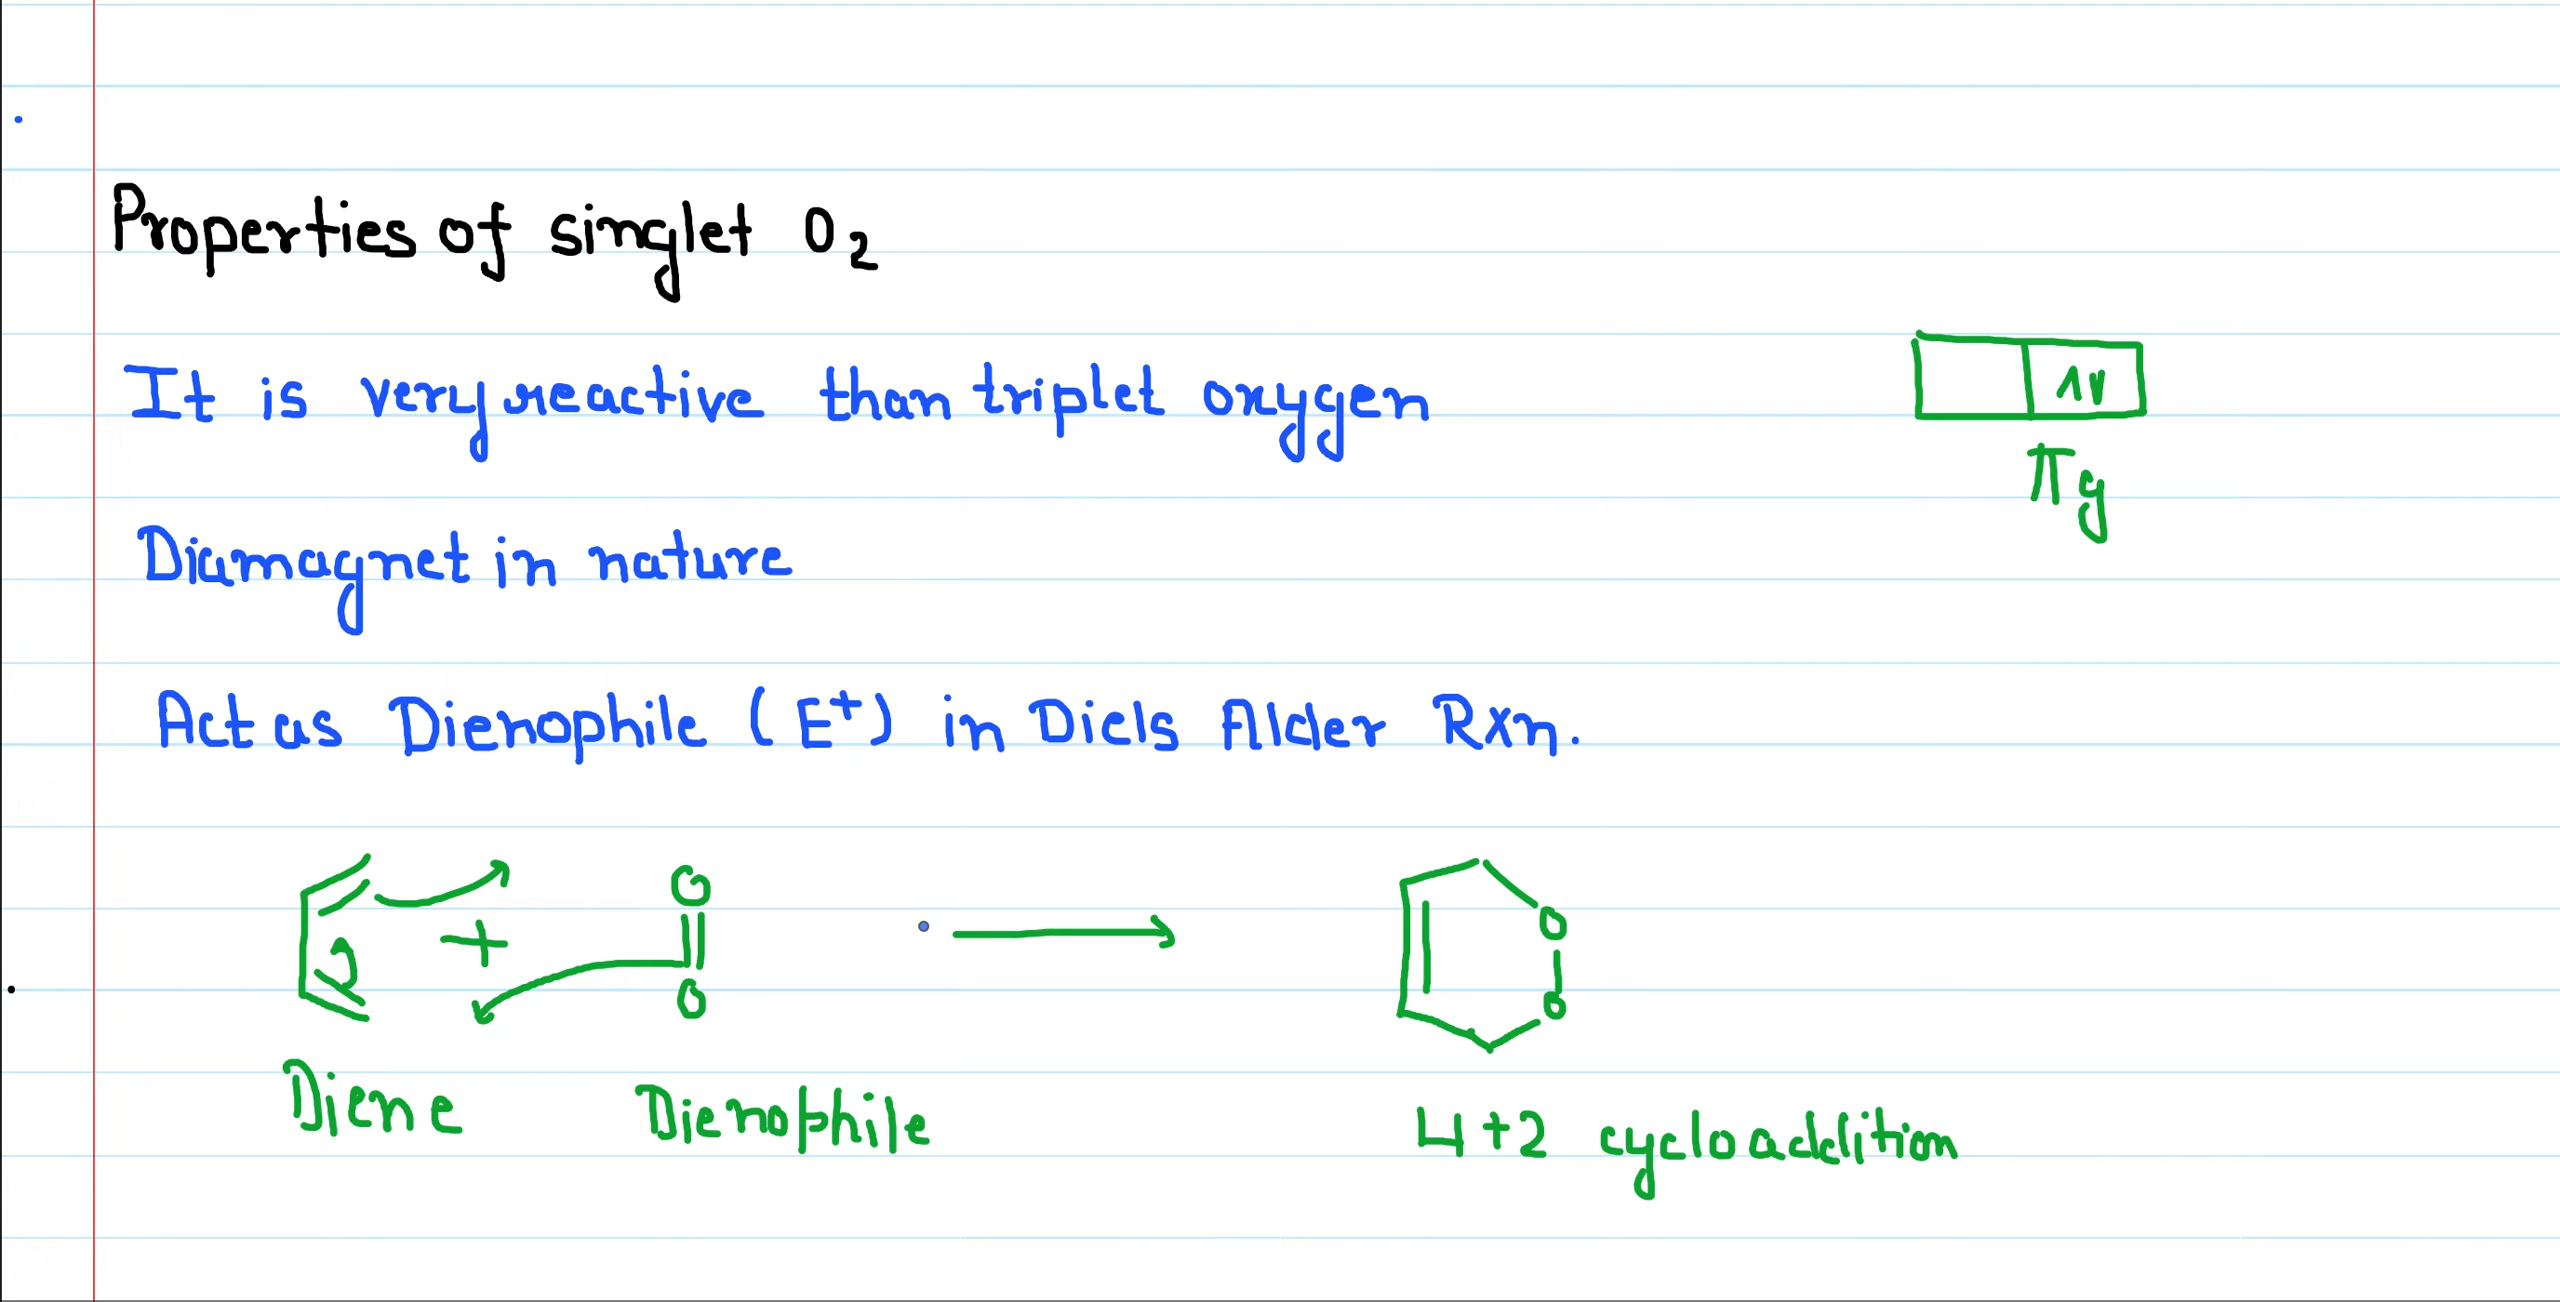 Properties of singlet O₂
It is very reactive than triplet oxygen
1V
πg
Diamagnet in nature
Act as Dienophile (E⁺) in Diels Alder Rxn.
+ O O O O
Diene Dienophile
4+2 cycloaddition